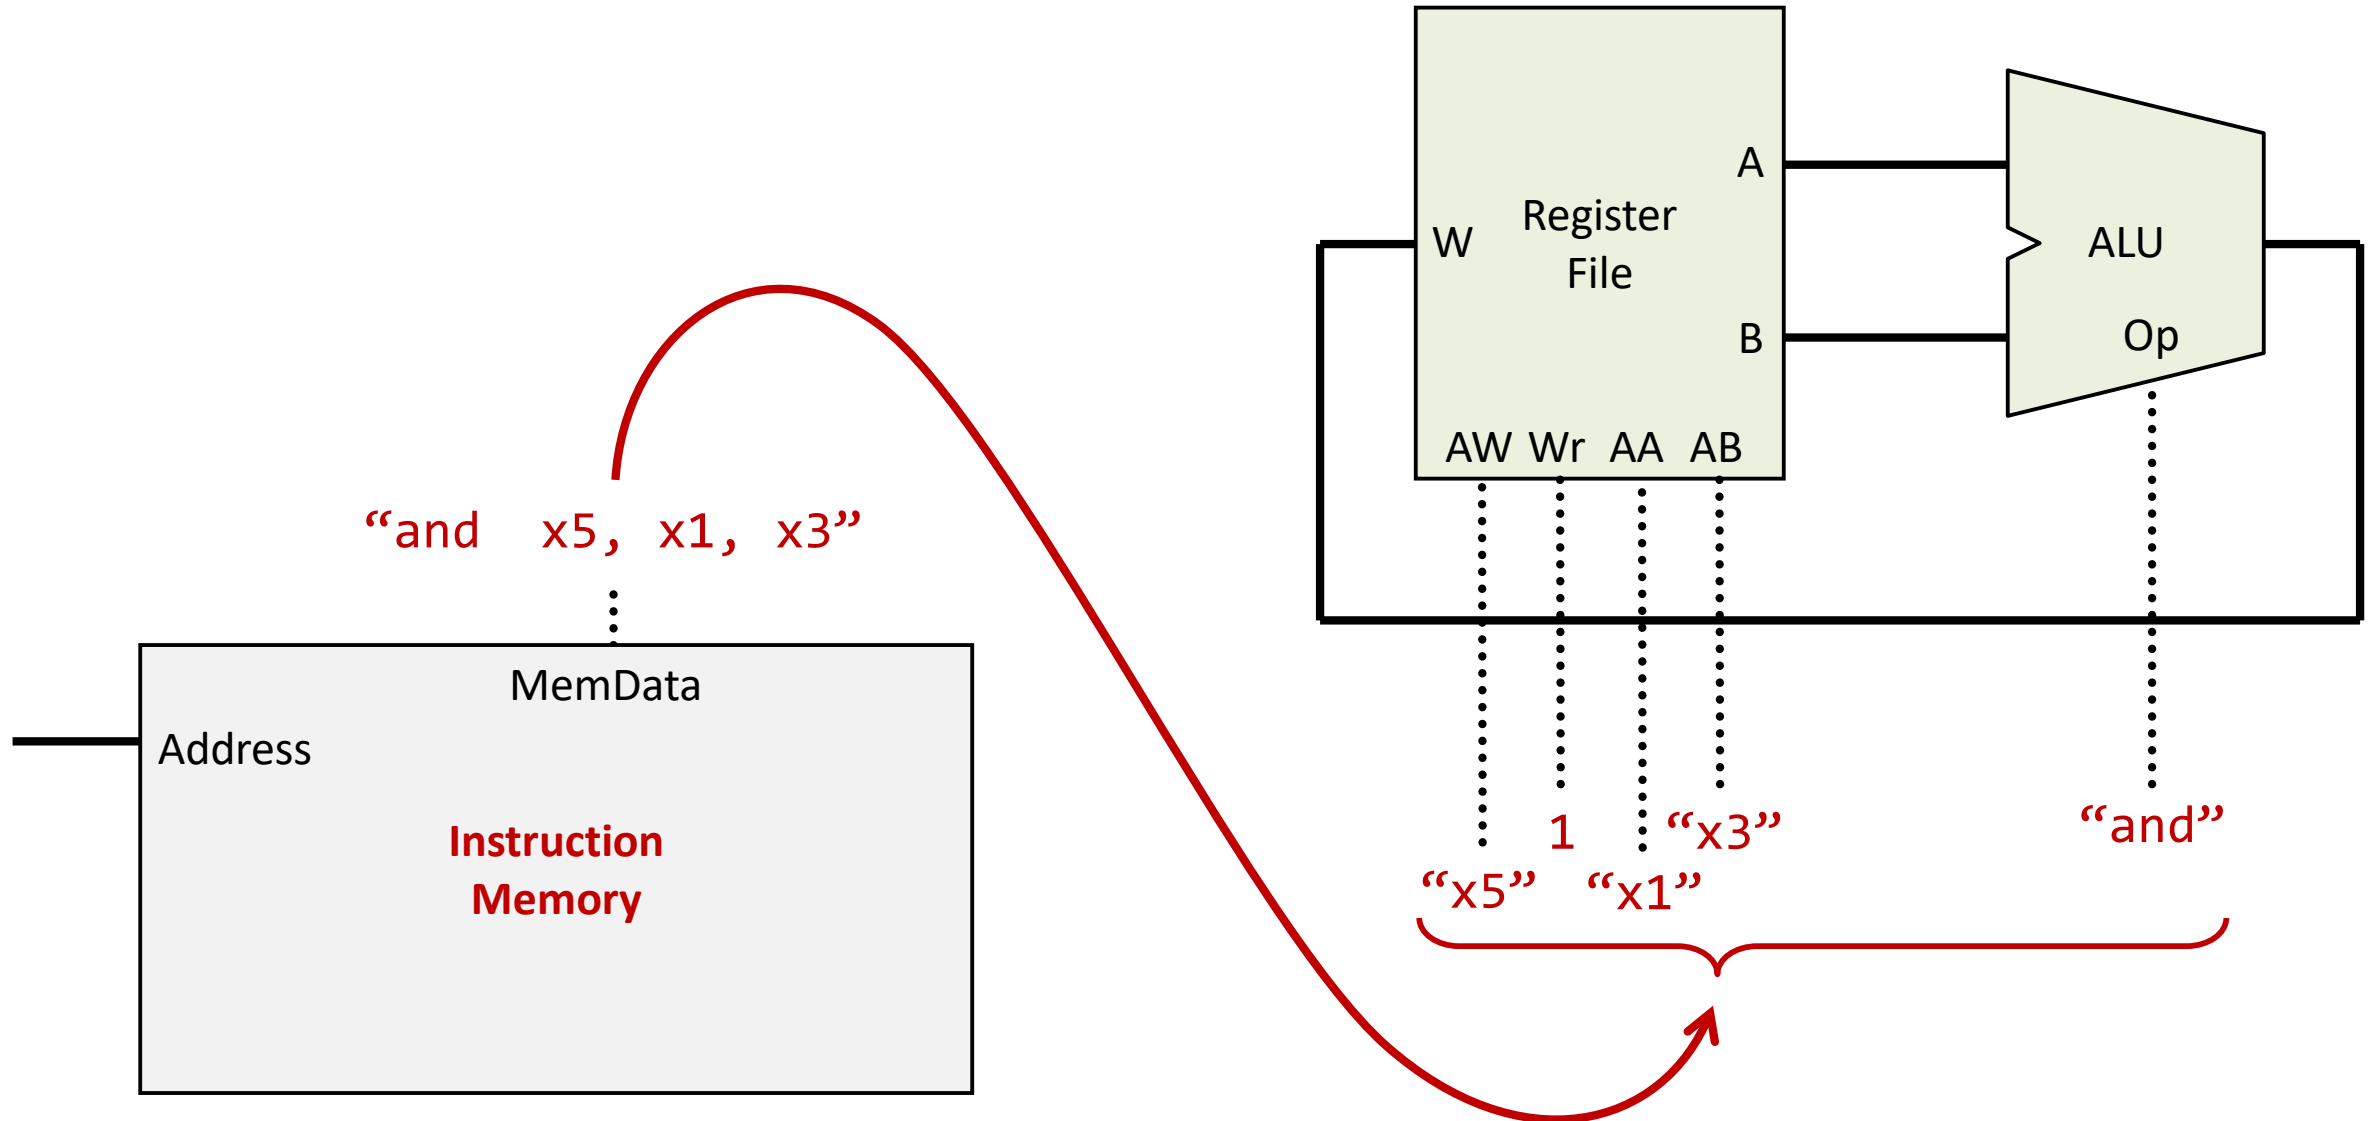 “and  x5, x1, x3”
MemData
Address
Instruction
Memory
Register
File
W
A
B
AW Wr AA AB
ALU
Op
“x5”
1
“x1”
“x3”
“and”